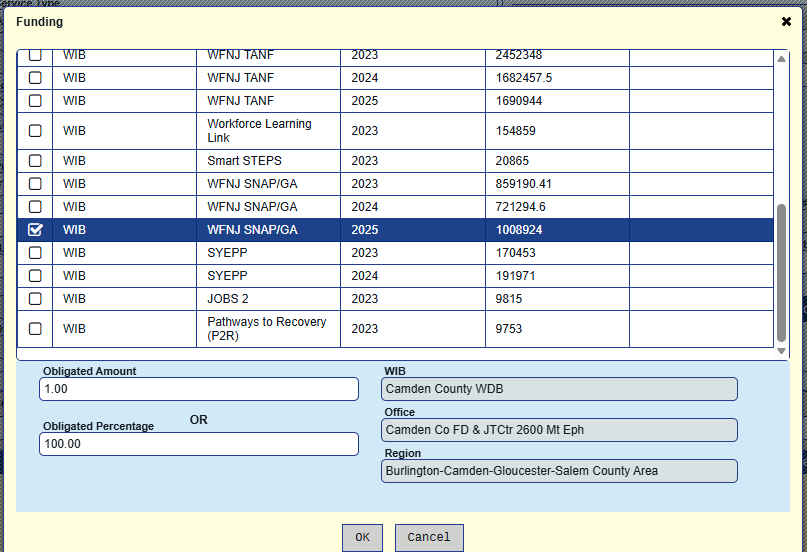 Service Type
Funding
WIB WFNJ TANF 2023 2452348
WIB WFNJ TANF 2024 1682457.5
WIB WFNJ TANF 2025 1690944
WIB Workforce Learning Link 2023 154859
WIB Smart STEPS 2023 20865
WIB WFNJ SNAP/GA 2023 859190.41
WIB WFNJ SNAP/GA 2024 721294.6
WIB WFNJ SNAP/GA 2025 1008924
WIB SYEPP 2023 170453
WIB SYEPP 2024 191971
WIB JOBS 2 2023 9815
WIB Pathways to Recovery (P2R) 2023 9753
Obligated Amount
1.00
OR
Obligated Percentage
100.00
WIB
Camden County WDB
Office
Camden Co FD & JTCtr 2600 Mt Eph
Region
Burlington-Camden-Gloucester-Salem County Area
OK Cancel